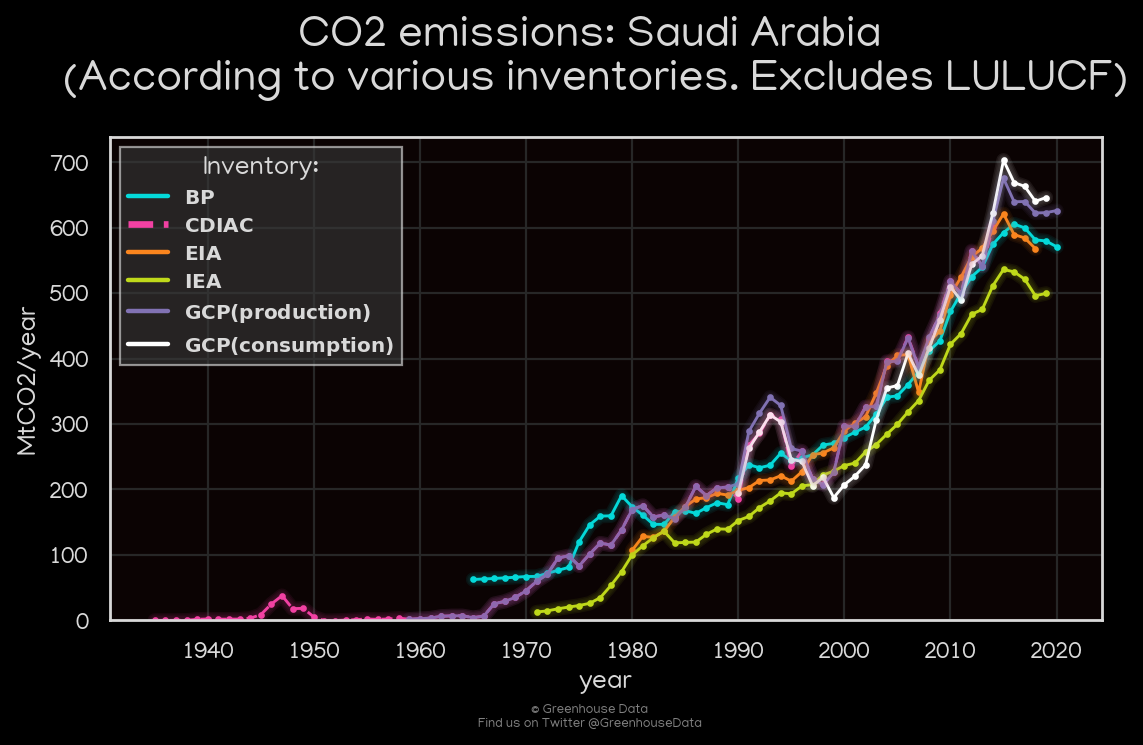 CO2 emissions: Saudi Arabia
(According to various inventories. Excludes LULUCF)
Inventory:
BP
CDIAC
EIA
IEA
GCP(production)
GCP(consumption)
MtCO2/year
700
600
500
400
300
200
100
0
1940 1950 1960 1970 1980 1990 2000 2010 2020
year
© Greenhouse Data
Find us on Twitter @GreenhouseData